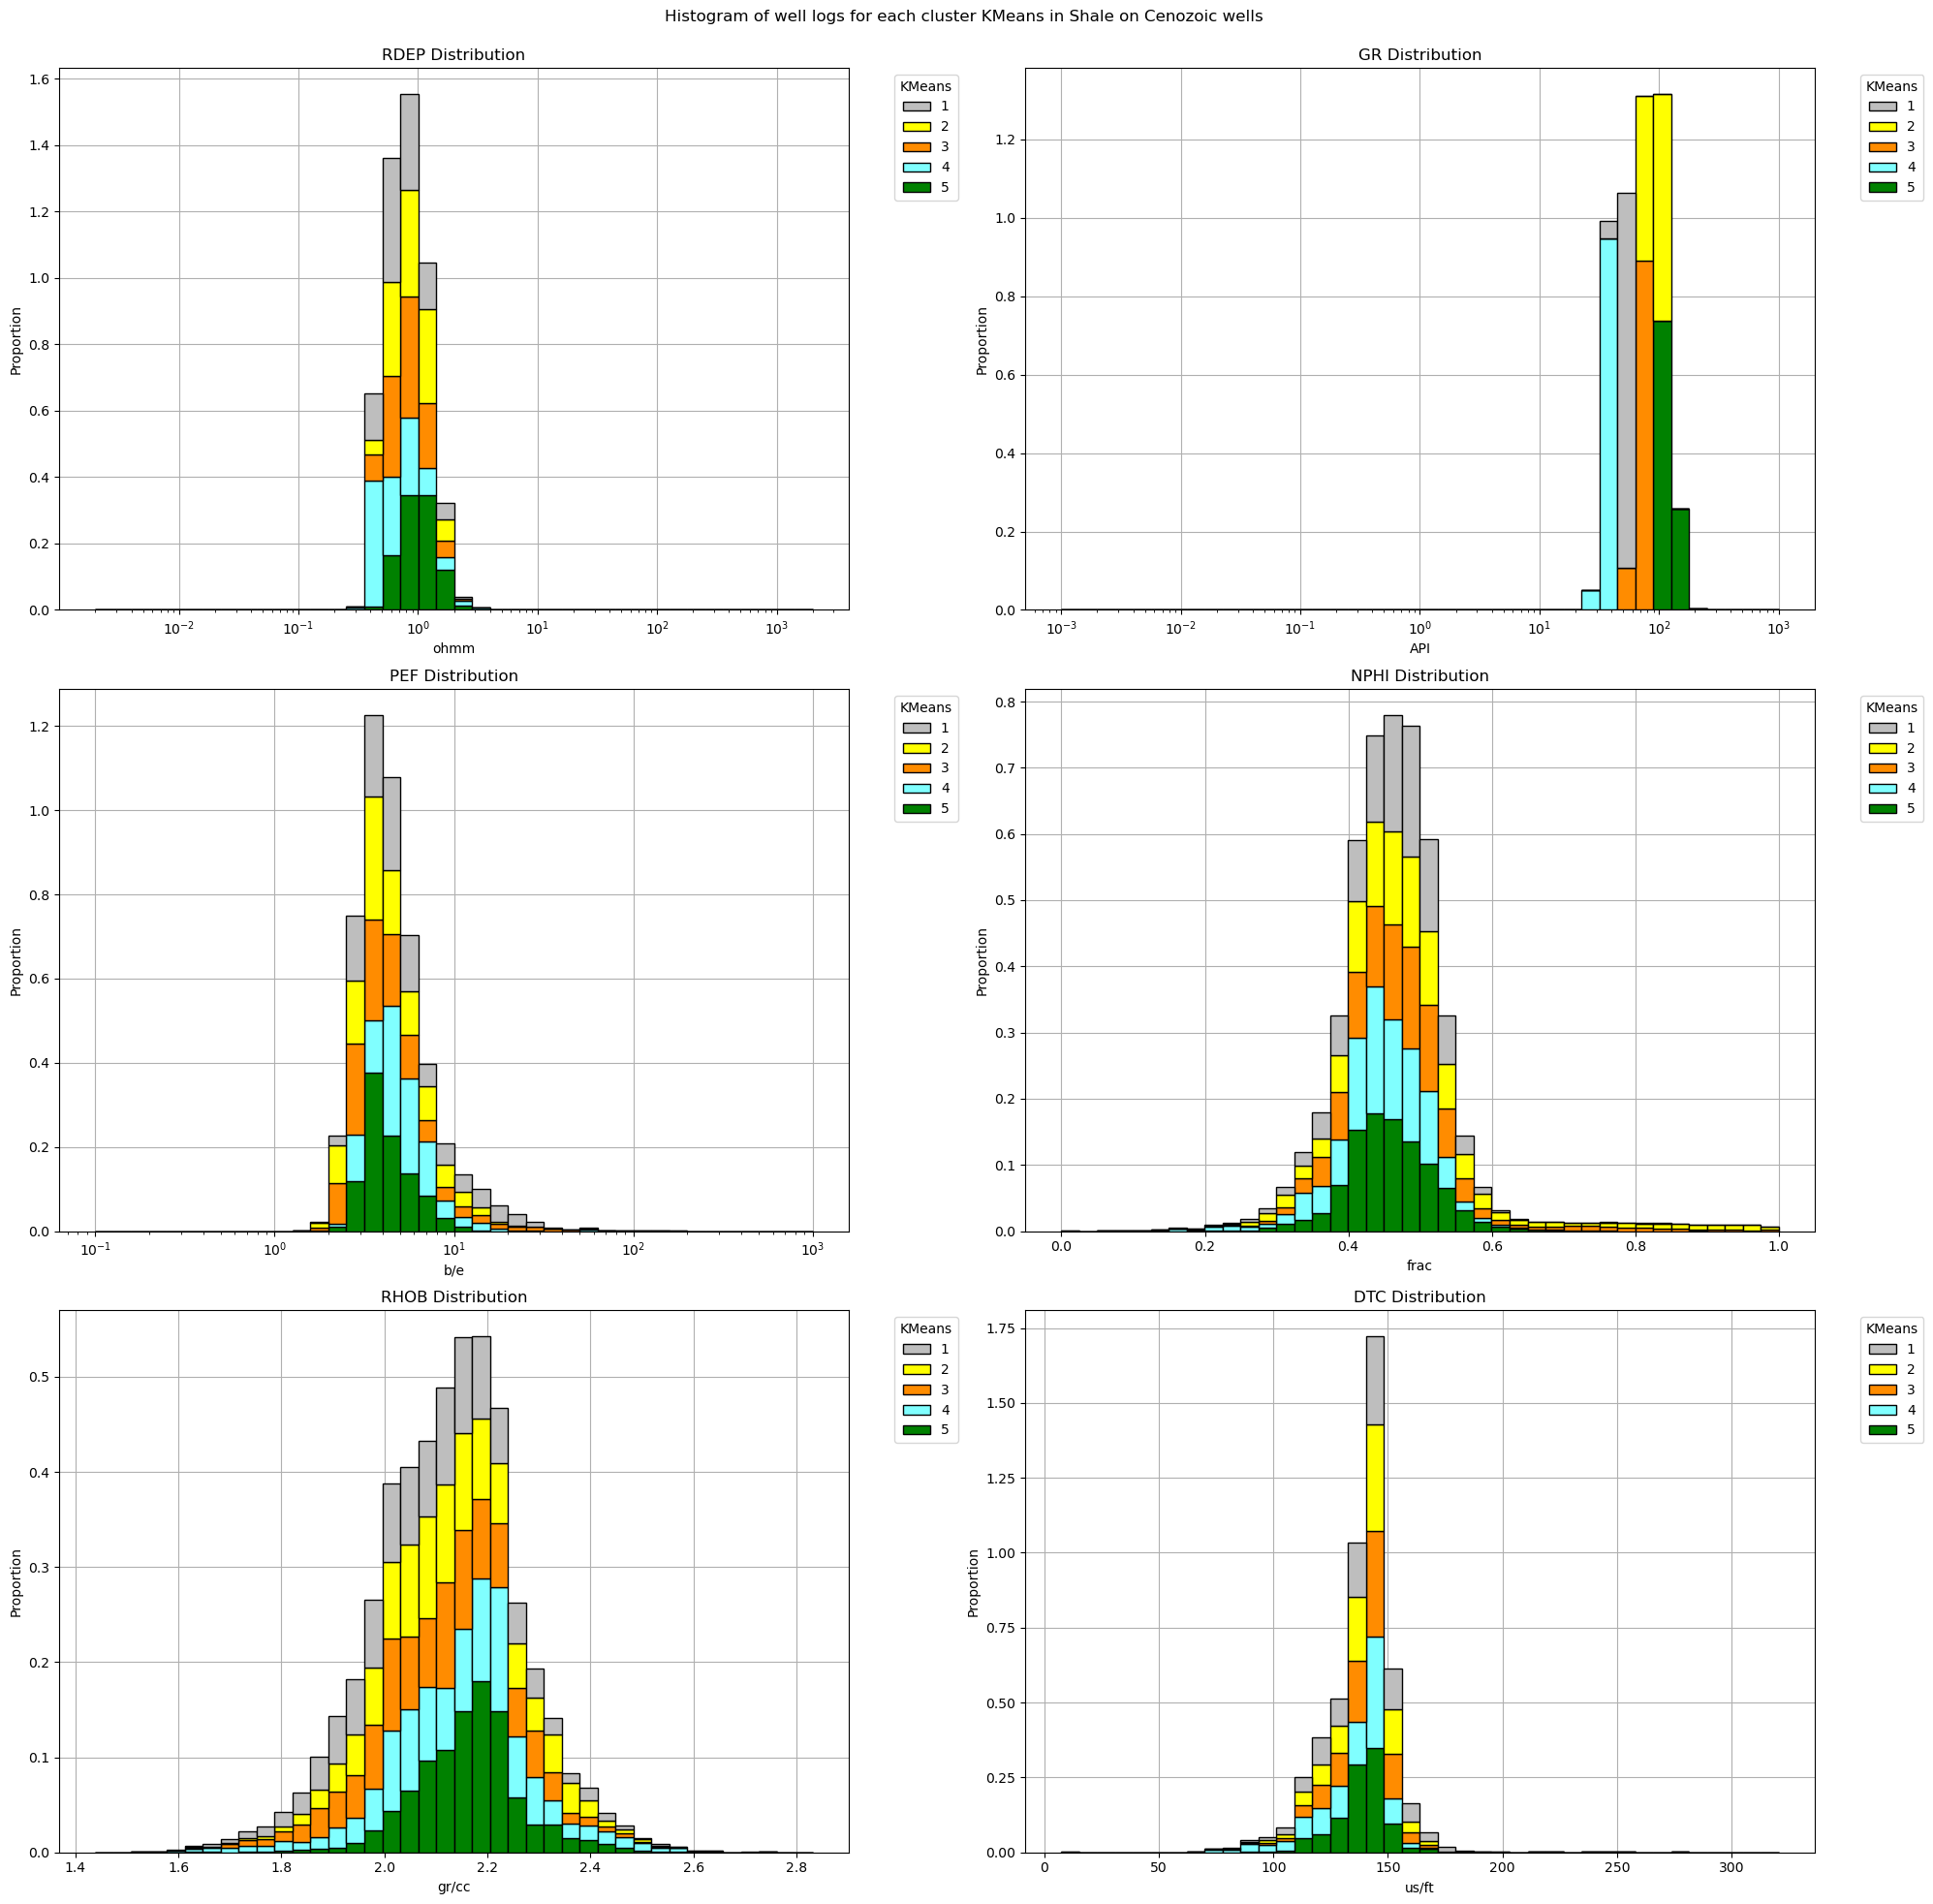 Histogram of well logs for each cluster KMeans in Shale on Cenozoic wells
RDEP Distribution
Proportion
1.6
1.4
1.2
1.0
0.8
0.6
0.4
0.2
0.0
10⁻² 10⁻¹ 10⁰ 10¹ 10² 10³
ohmm
KMeans
1
2
3
4
5
GR Distribution
Proportion
1.2
1.0
0.8
0.6
0.4
0.2
0.0
10⁻³ 10⁻² 10⁻¹ 10⁰ 10¹ 10² 10³
API
KMeans
1
2
3
4
5
PEF Distribution
Proportion
1.2
1.0
0.8
0.6
0.4
0.2
0.0
10⁻¹ 10⁰ 10¹ 10² 10³
b/e
KMeans
1
2
3
4
5
NPHI Distribution
Proportion
0.8
0.7
0.6
0.5
0.4
0.3
0.2
0.1
0.0
0.0 0.2 0.4 0.6 0.8 1.0
frac
KMeans
1
2
3
4
5
RHOB Distribution
Proportion
0.5
0.4
0.3
0.2
0.1
0.0
1.4 1.6 1.8 2.0 2.2 2.4 2.6 2.8
gr/cc
KMeans
1
2
3
4
5
DTC Distribution
Proportion
1.75
1.50
1.25
1.00
0.75
0.50
0.25
0.00
0 50 100 150 200 250 300
us/ft
KMeans
1
2
3
4
5